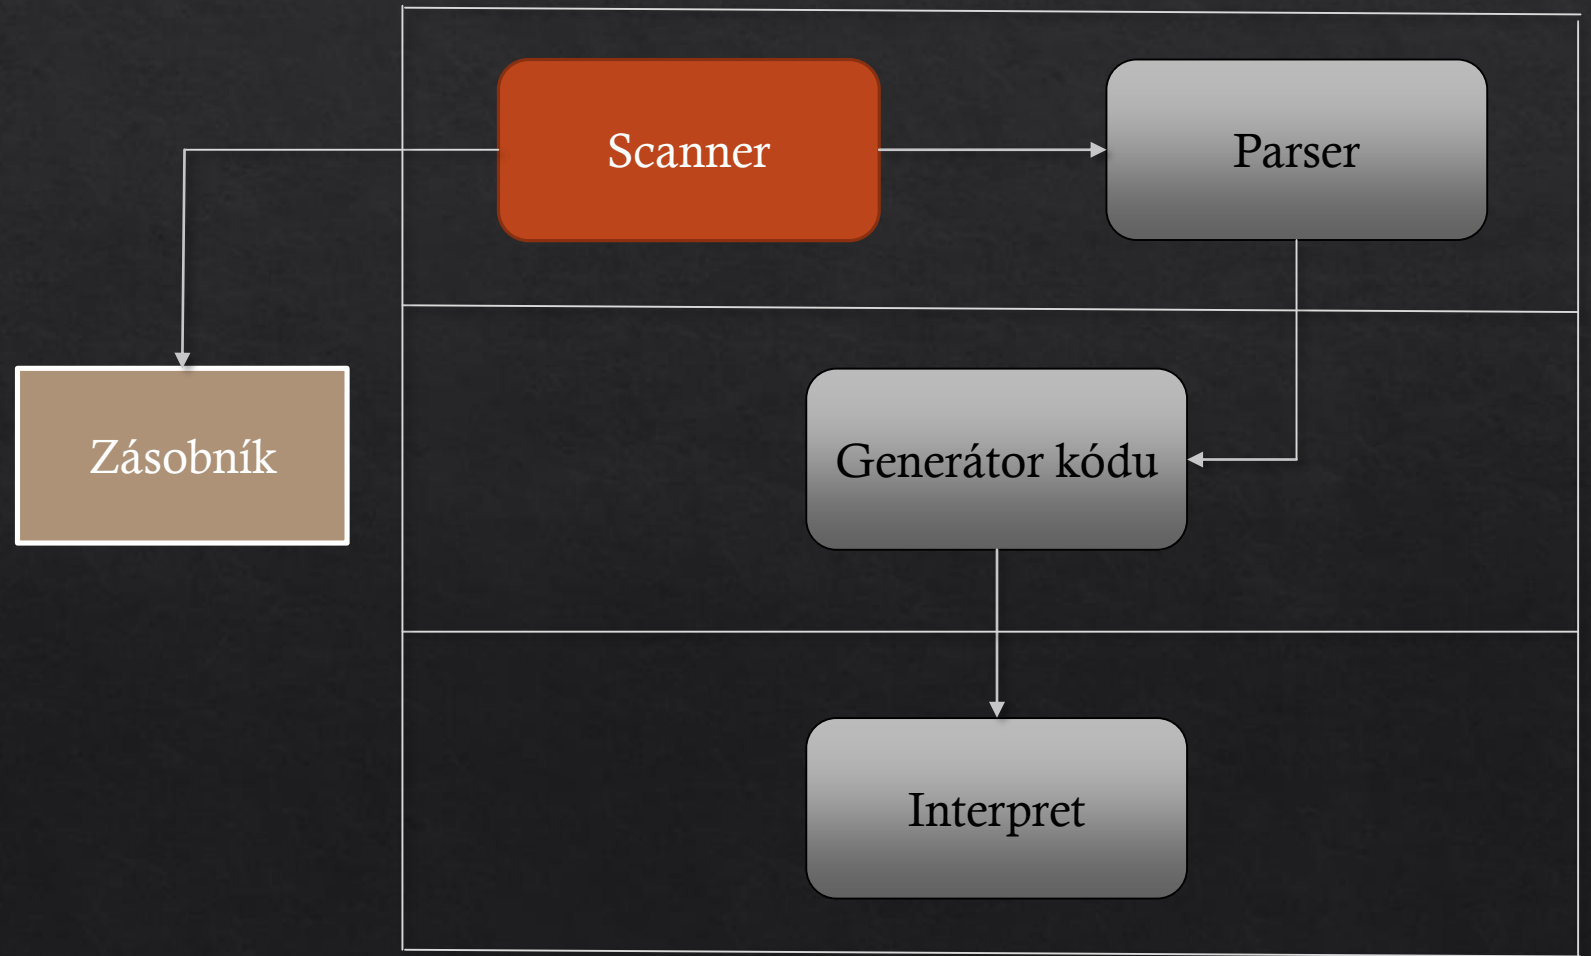 Scanner
Parser
Zásobník
Generátor kódu
Interpret